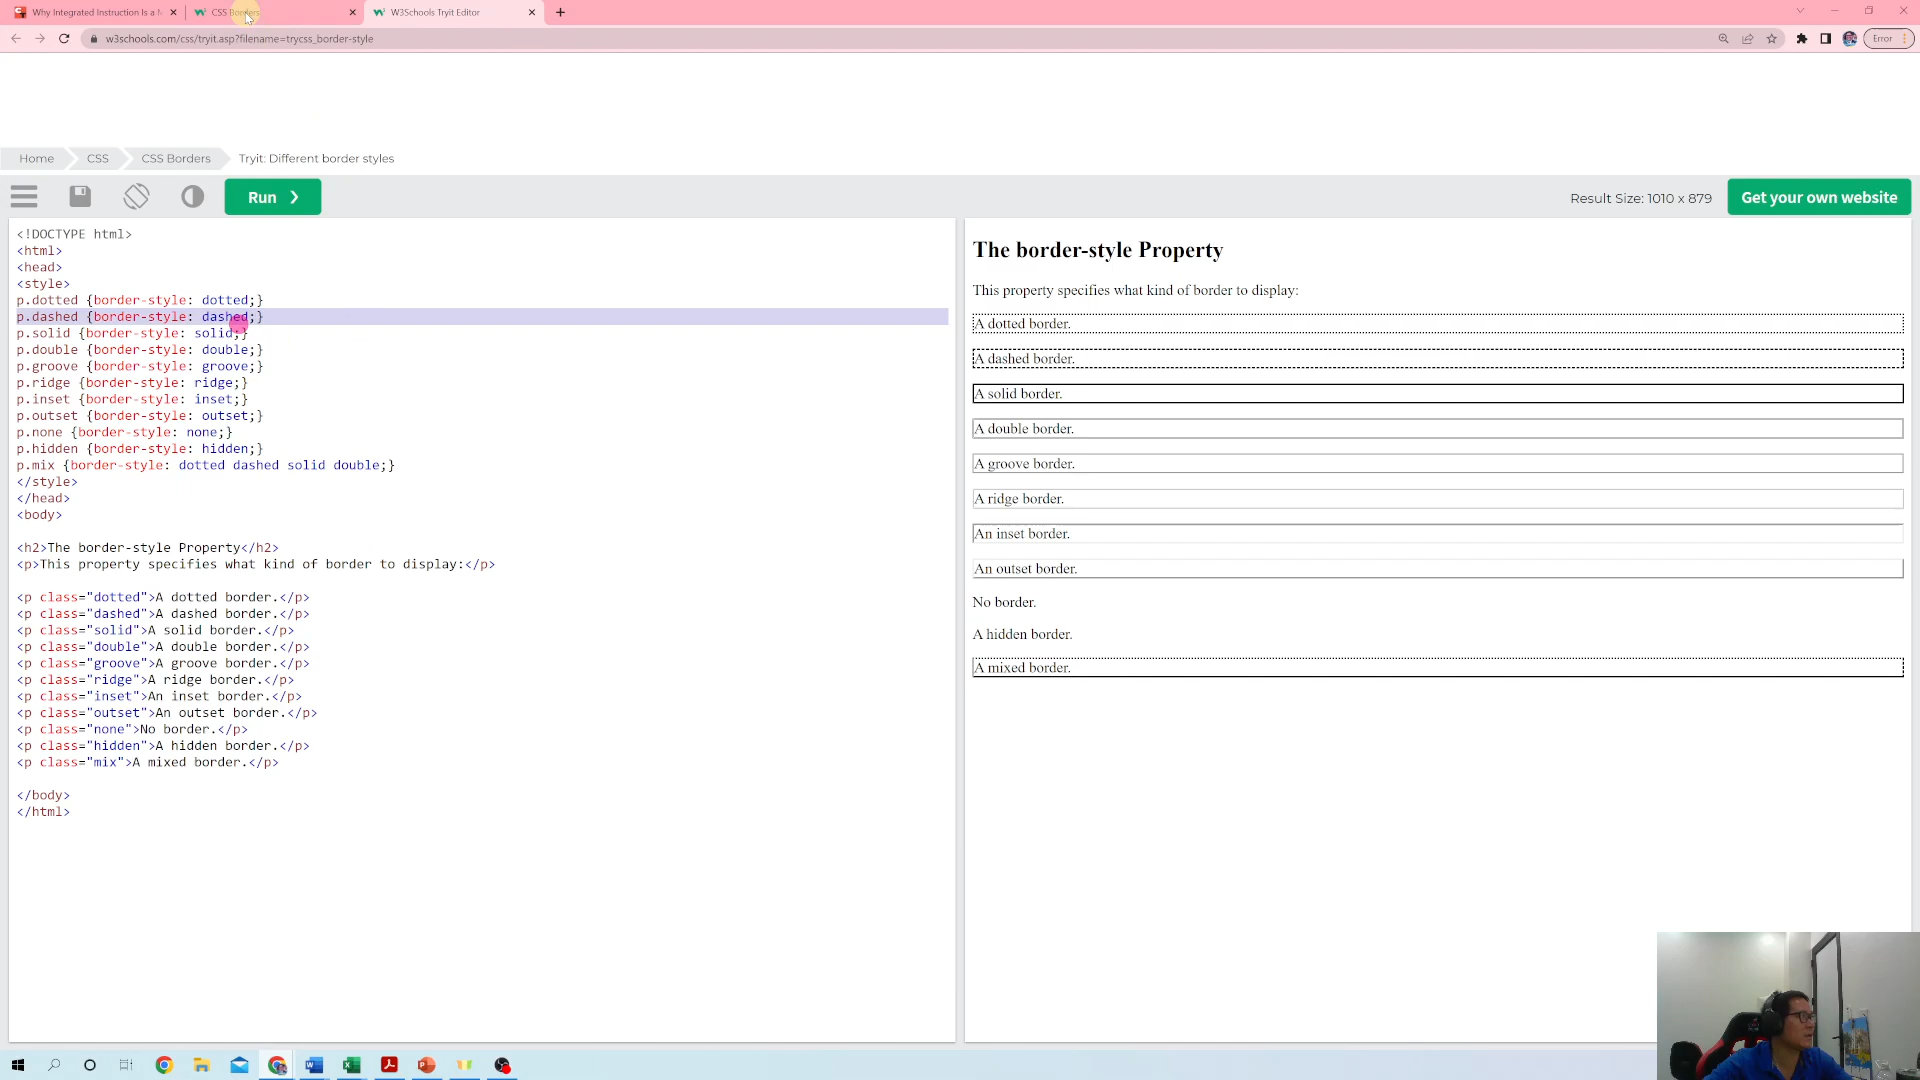 Why Integrated Instruction Is a M
CSS Borders
W3Schools Tryit Editor
w3schools.com/css/tryit.asp?filename=trycss_border-style
Error
Home
CSS
CSS Borders
Tryit: Different border styles
Run
Result Size: 1010 x 879
Get your own website
<!DOCTYPE html>
<html>
<head>
<style>
p.dotted {border-style: dotted;}
p.dashed {border-style: dashed;}
p.solid {border-style: solid;}
p.double {border-style: double;}
p.groove {border-style: groove;}
p.ridge {border-style: ridge;}
p.inset {border-style: inset;}
p.outset {border-style: outset;}
p.none {border-style: none;}
p.hidden {border-style: hidden;}
p.mix {border-style: dotted dashed solid double;}
</style>
</head>
<body>
<h2>The border-style Property</h2>
<p>This property specifies what kind of border to display:</p>
<p class="dotted">A dotted border.</p>
<p class="dashed">A dashed border.</p>
<p class="solid">A solid border.</p>
<p class="double">A double border.</p>
<p class="groove">A groove border.</p>
<p class="ridge">A ridge border.</p>
<p class="inset">An inset border.</p>
<p class="outset">An outset border.</p>
<p class="none">No border.</p>
<p class="hidden">A hidden border.</p>
<p class="mix">A mixed border.</p>
</body>
</html>
The border-style Property
This property specifies what kind of border to display:
A dotted border.
A dashed border.
A solid border.
A double border.
A groove border.
A ridge border.
An inset border.
An outset border.
No border.
A hidden border.
A mixed border.